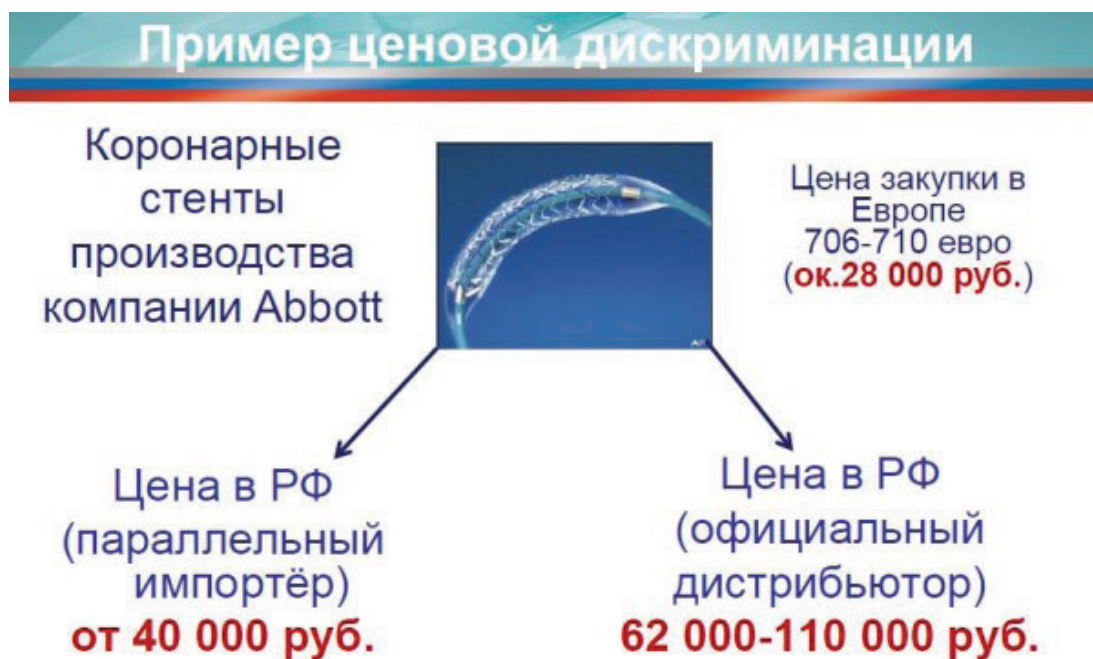 Пример ценовой дискриминации
Коронарные
стенты
производства
компании Abbott
Цена закупки в
Европе
706-710 евро
(ок.28 000 руб.)
Цена в РФ
(параллельный
импортёр)
от 40 000 руб.
Цена в РФ
(официальный
дистрибьютор)
62 000-110 000 руб.